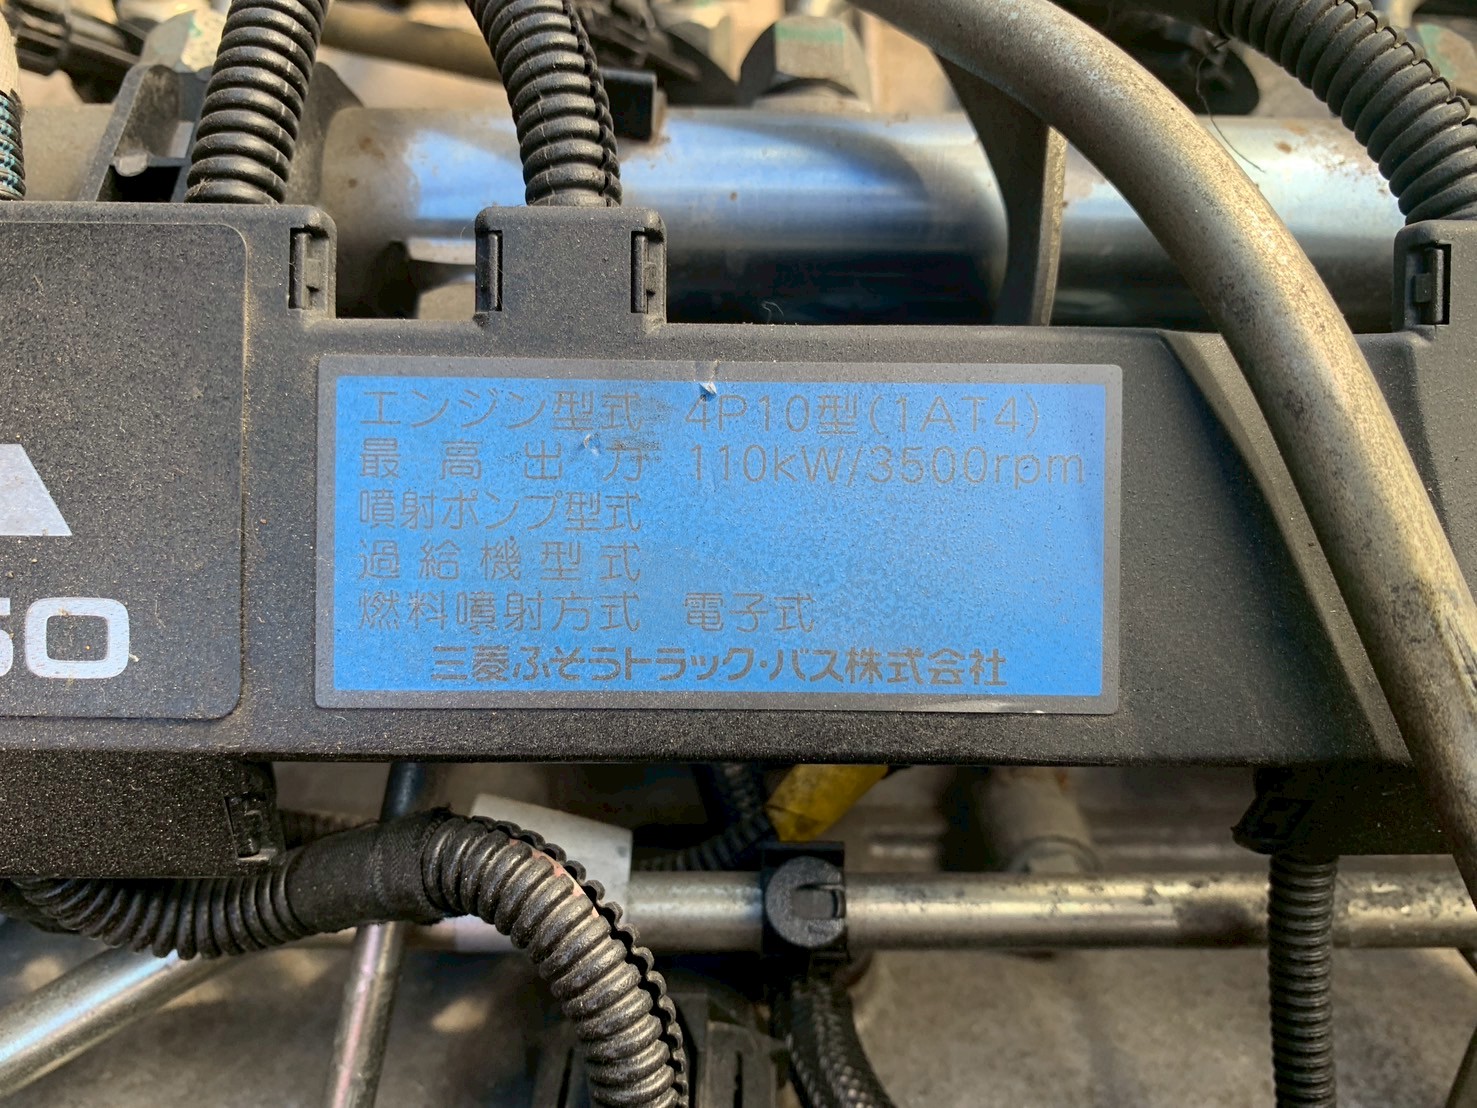 エンジン型式 4P10型(1AT4)
最高出力 110kW/3500rpm
噴射ポンプ型式
過給機型式
燃料噴射方式 電子式
三菱ふそうトラック・バス株式会社
A
50